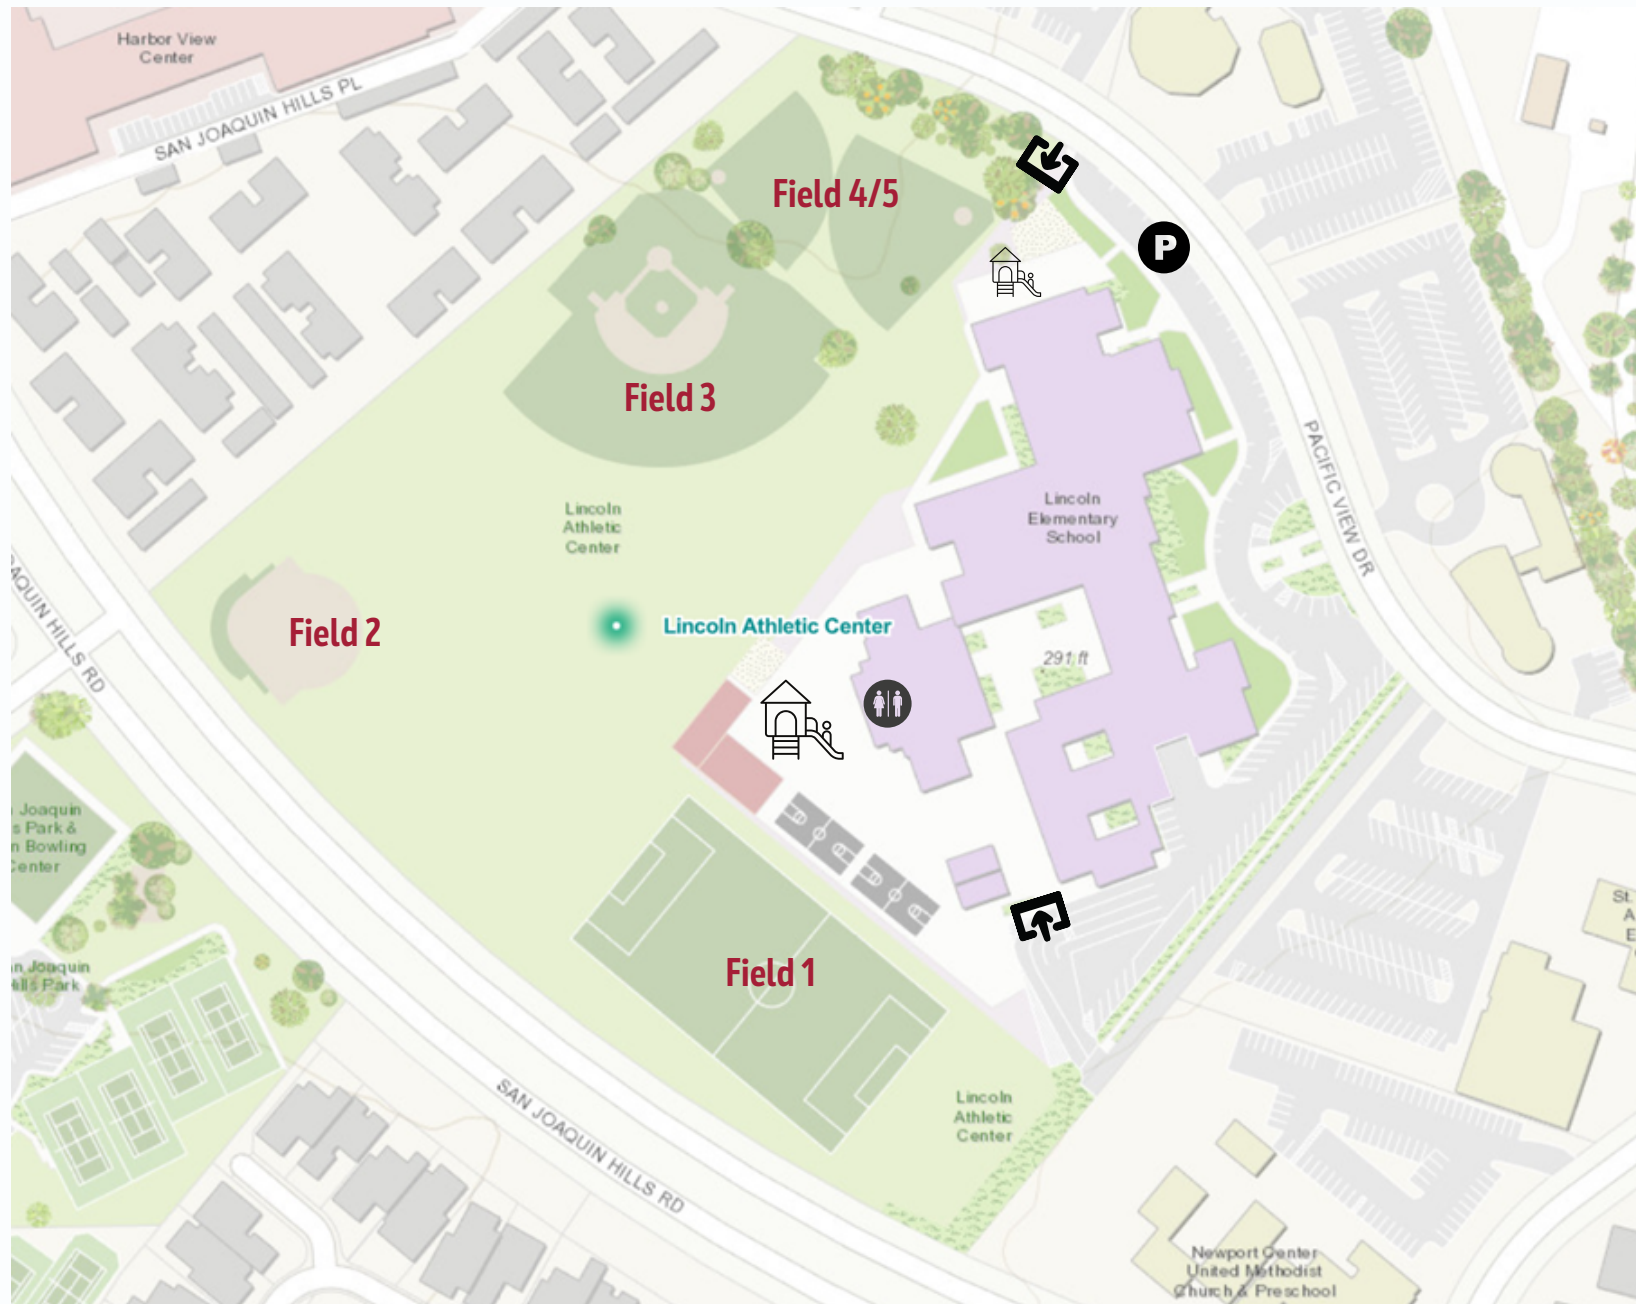 Harbor View
Center
SAN JOAQUIN HILLS PL
Field 4/5
P
Field 3
PACIFIC VIEW DR
Lincoln
Elementary
School
Lincoln
Athletic
Center
AQUIN HILLS RD
Field 2
Lincoln Athletic Center
291 ft
Joaquin
s Park &
n Bowling
Center
St.
A
E
n Joaquin
ills Park
Field 1
SAN JOAQUIN HILLS RD
Lincoln
Athletic
Center
Newport Center
United Methodist
Church & Preschool